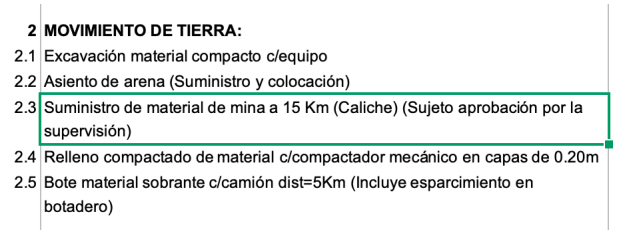 2 MOVIMIENTO DE TIERRA:
2.1 Excavación material compacto c/equipo
2.2 Asiento de arena (Suministro y colocación)
2.3 Suministro de material de mina a 15 Km (Caliche) (Sujeto aprobación por la
supervisión)
2.4 Relleno compactado de material c/compactador mecánico en capas de 0.20m
2.5 Bote material sobrante c/camión dist=5Km (Incluye esparcimiento en
botadero)